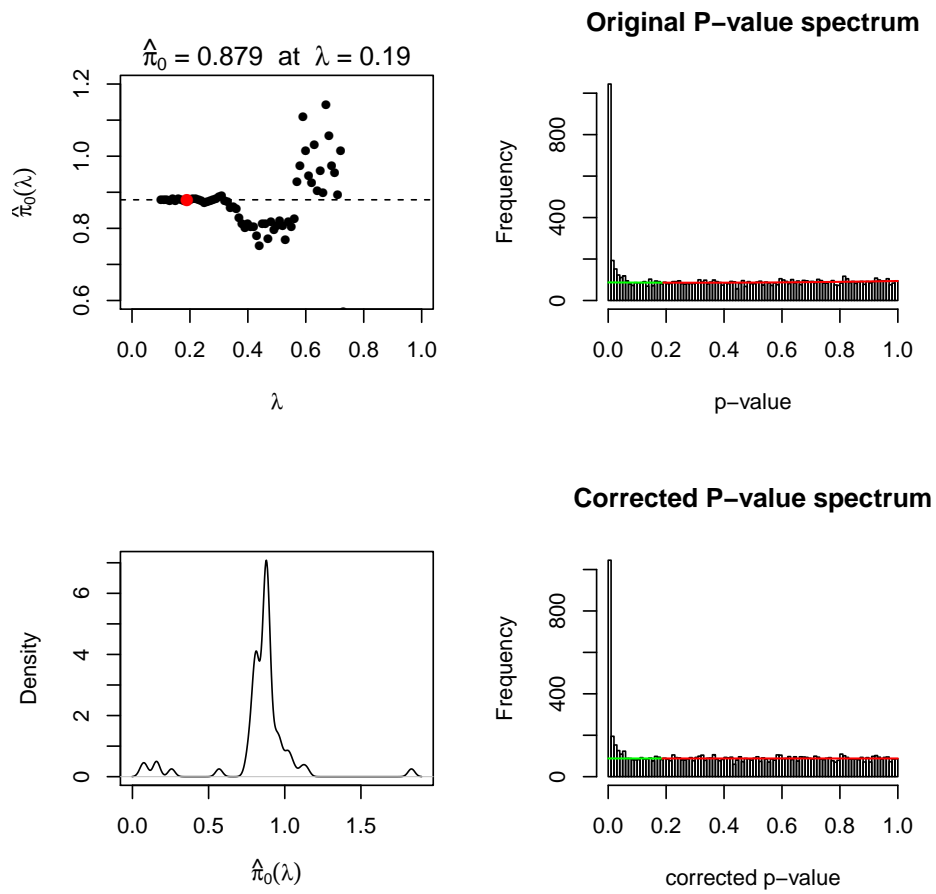 π̂₀ = 0.879 at λ = 0.19
π̂₀(λ)
1.2
1.0
0.8
0.6
0.0 0.2 0.4 0.6 0.8 1.0
λ
Original P−value spectrum
Frequency
800
400
0
0.0 0.2 0.4 0.6 0.8 1.0
p−value
Density
6
4
2
0
0.0 0.5 1.0 1.5
π̂₀(λ)
Corrected P−value spectrum
Frequency
800
400
0
0.0 0.2 0.4 0.6 0.8 1.0
corrected p−value